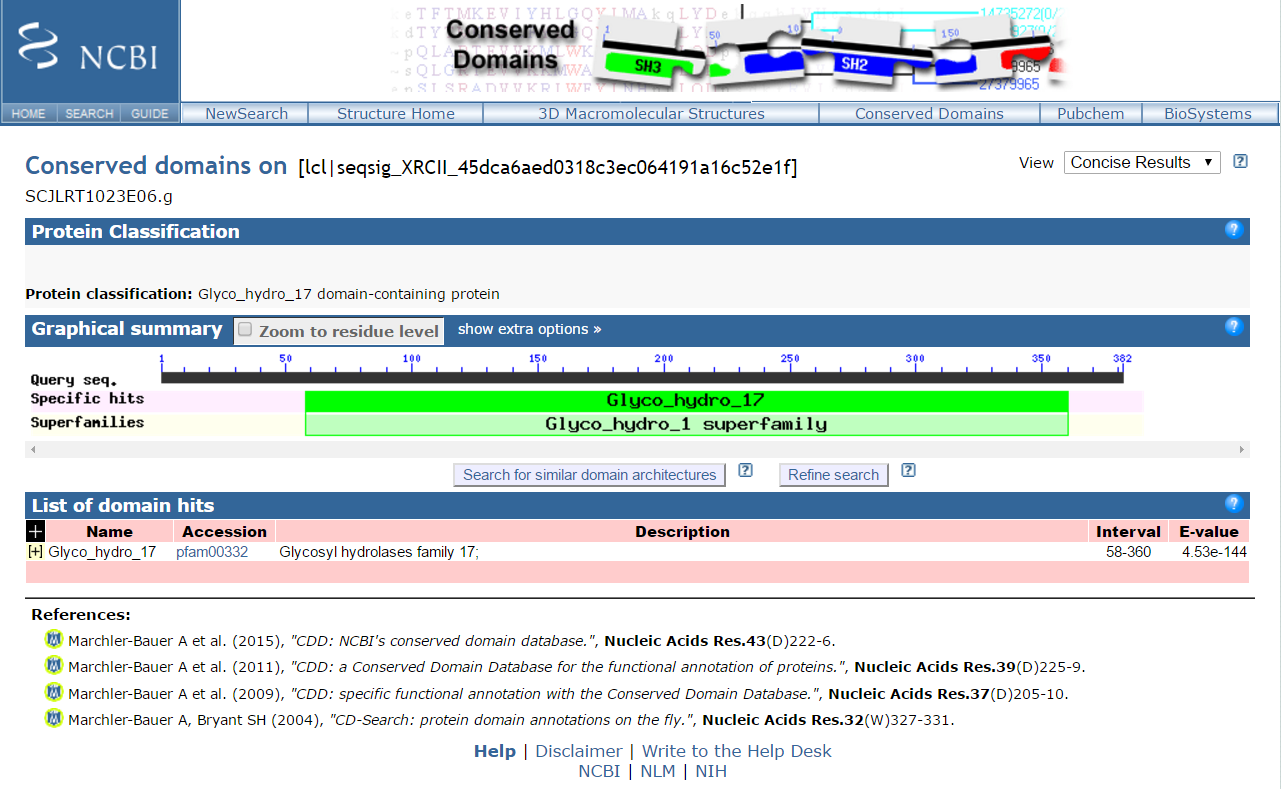 NCBI
Conserved
Domains
SH3
SH2
1
50
10
150
14735272(0/
9965
27379965
HOME SEARCH GUIDE NewSearch Structure Home 3D Macromolecular Structures Conserved Domains Pubchem BioSystems
Conserved domains on [lcl|seqsig_XRCII_45dca6aed0318c3ec064191a16c52e1f] View Concise Results ▼ ?
SCJLRT1023E06.g
Protein Classification ?
Protein classification: Glyco_hydro_17 domain-containing protein
Graphical summary Zoom to residue level show extra options » ?
1 50 100 150 200 250 300 350 382
Query seq.
Specific hits Glyco_hydro_17
Superfamilies Glyco_hydro_1 superfamily
Search for similar domain architectures ? Refine search ?
List of domain hits ?
+ Name Accession Description Interval E-value
[+] Glyco_hydro_17 pfam00332 Glycosyl hydrolases family 17; 58-360 4.53e-144
References:
Marchler-Bauer A et al. (2015), "CDD: NCBI's conserved domain database.", Nucleic Acids Res.43(D)222-6.
Marchler-Bauer A et al. (2011), "CDD: a Conserved Domain Database for the functional annotation of proteins.", Nucleic Acids Res.39(D)225-9.
Marchler-Bauer A et al. (2009), "CDD: specific functional annotation with the Conserved Domain Database.", Nucleic Acids Res.37(D)205-10.
Marchler-Bauer A, Bryant SH (2004), "CD-Search: protein domain annotations on the fly.", Nucleic Acids Res.32(W)327-331.
Help | Disclaimer | Write to the Help Desk
NCBI | NLM | NIH